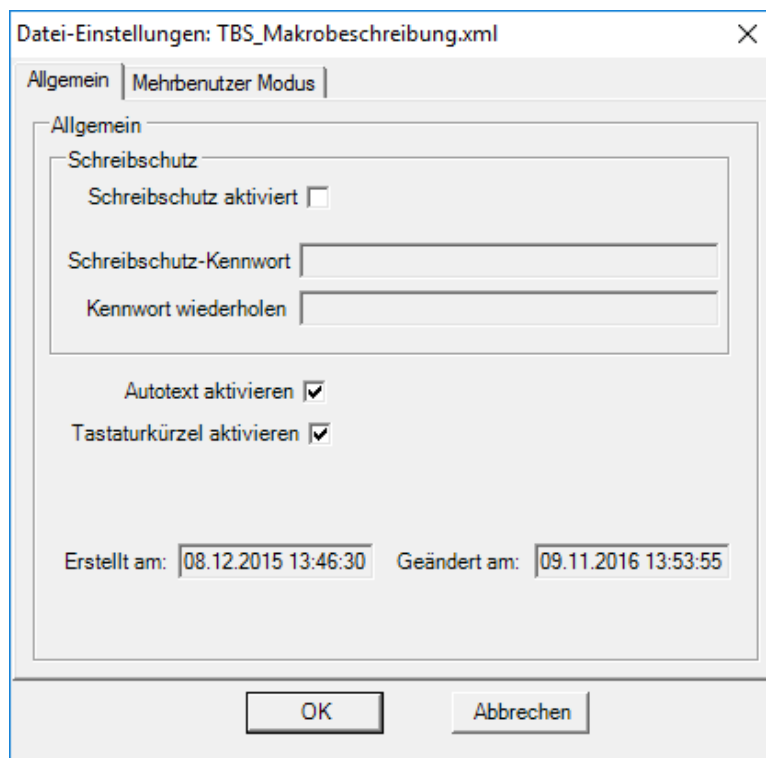 Datei-Einstellungen: TBS_Makrobeschreibung.xml
Allgemein Mehrbenutzer Modus
Allgemein
Schreibschutz
Schreibschutz aktiviert
Schreibschutz-Kennwort
Kennwort wiederholen
Autotext aktivieren
Tastaturkürzel aktivieren
Erstellt am: 08.12.2015 13:46:30 Geändert am: 09.11.2016 13:53:55
OK Abbrechen